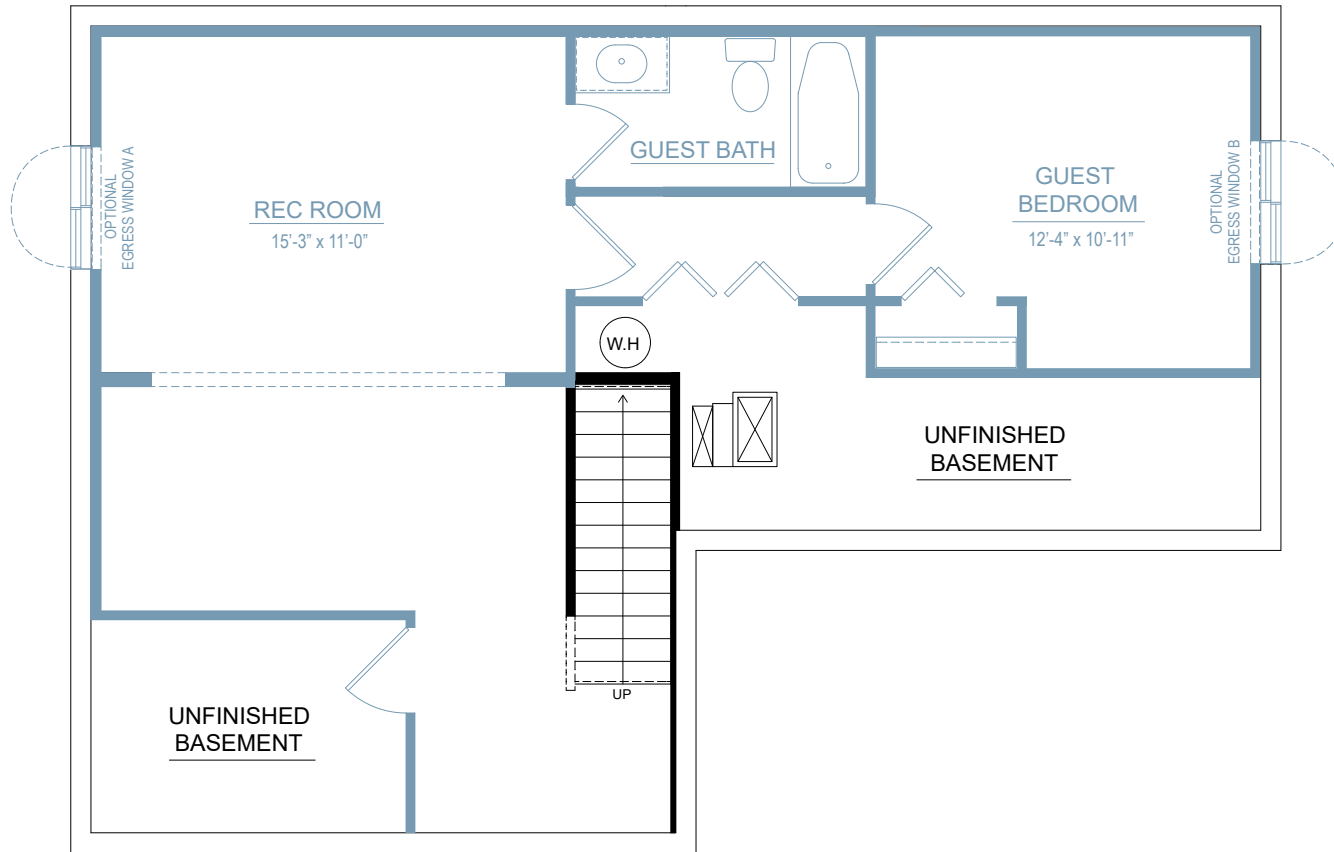 GUEST BATH
REC ROOM
15'-3" x 11'-0"
OPTIONAL
EGRESS WINDOW A
GUEST
BEDROOM
12'-4" x 10'-11"
OPTIONAL
EGRESS WINDOW B
W.H
UNFINISHED
BASEMENT
UP
UNFINISHED
BASEMENT